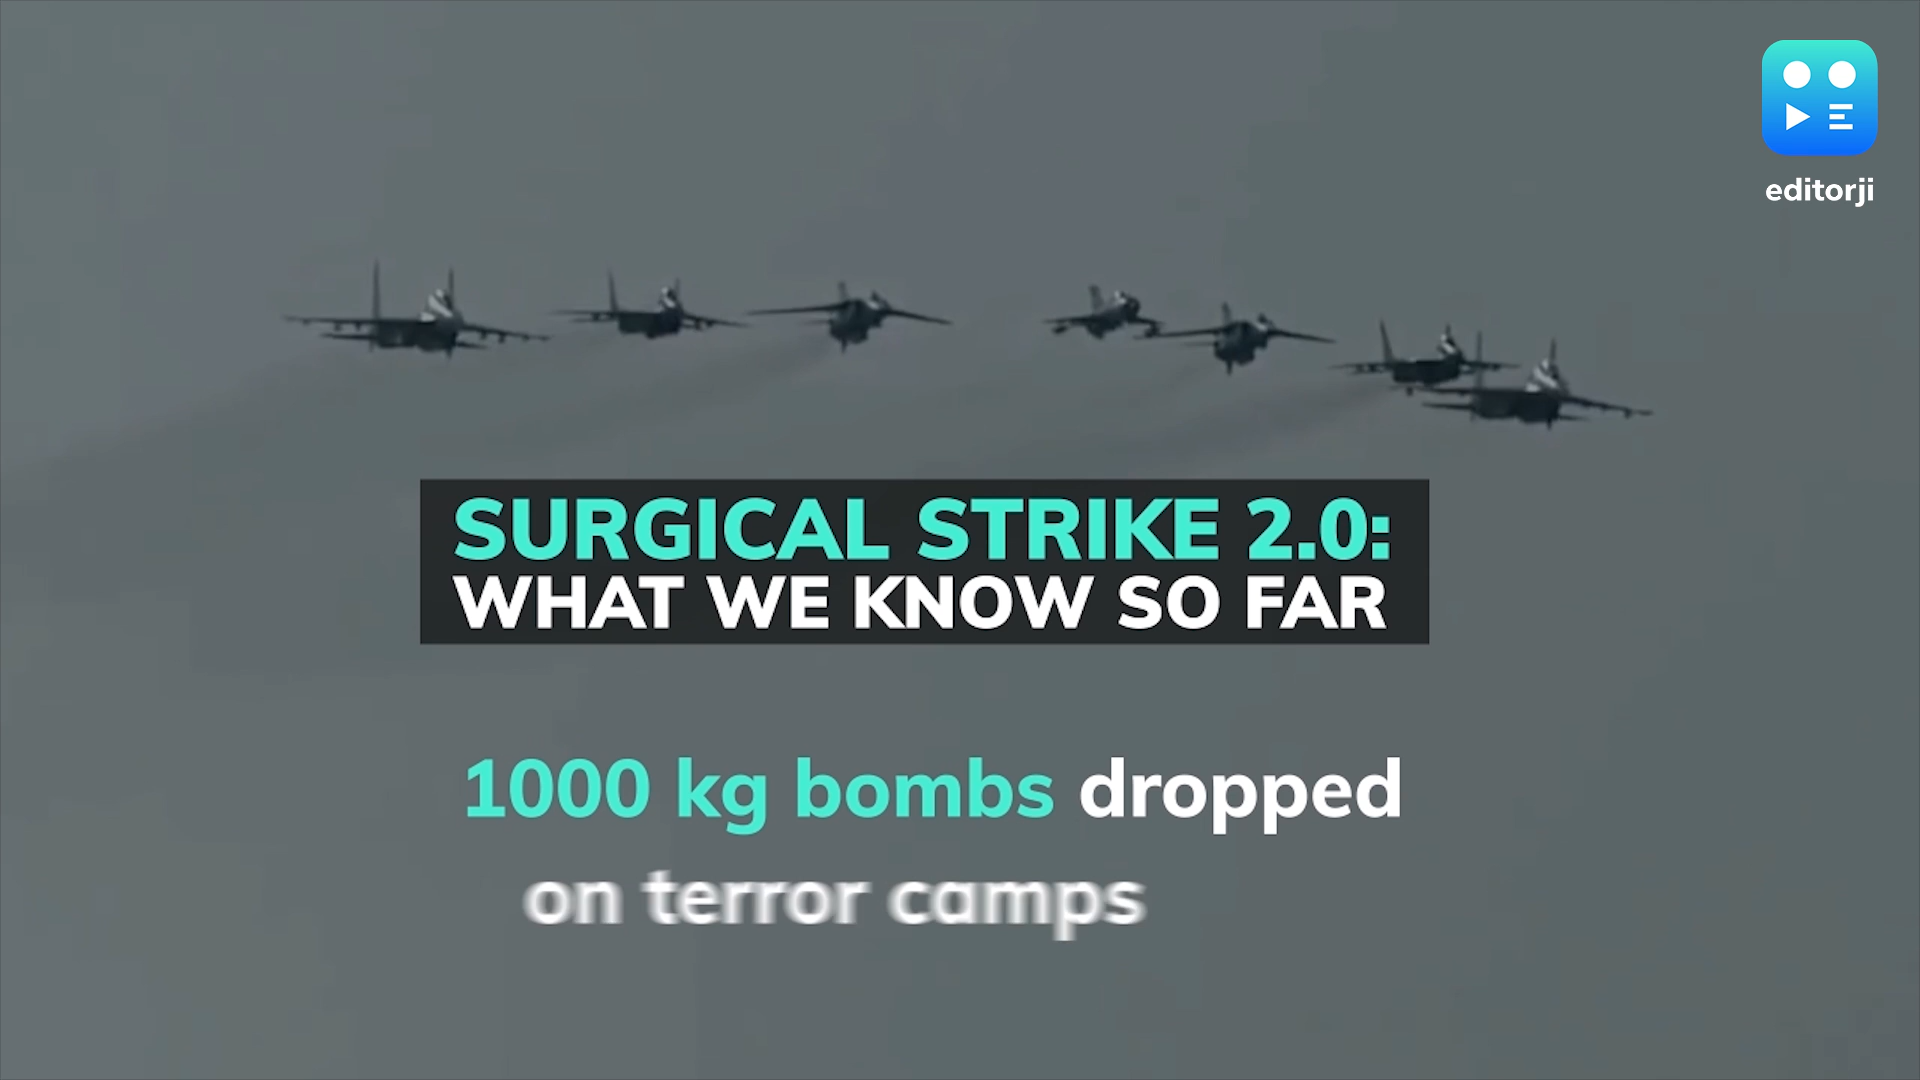 editorji
SURGICAL STRIKE 2.0:
WHAT WE KNOW SO FAR
1000 kg bombs dropped
on terror camps